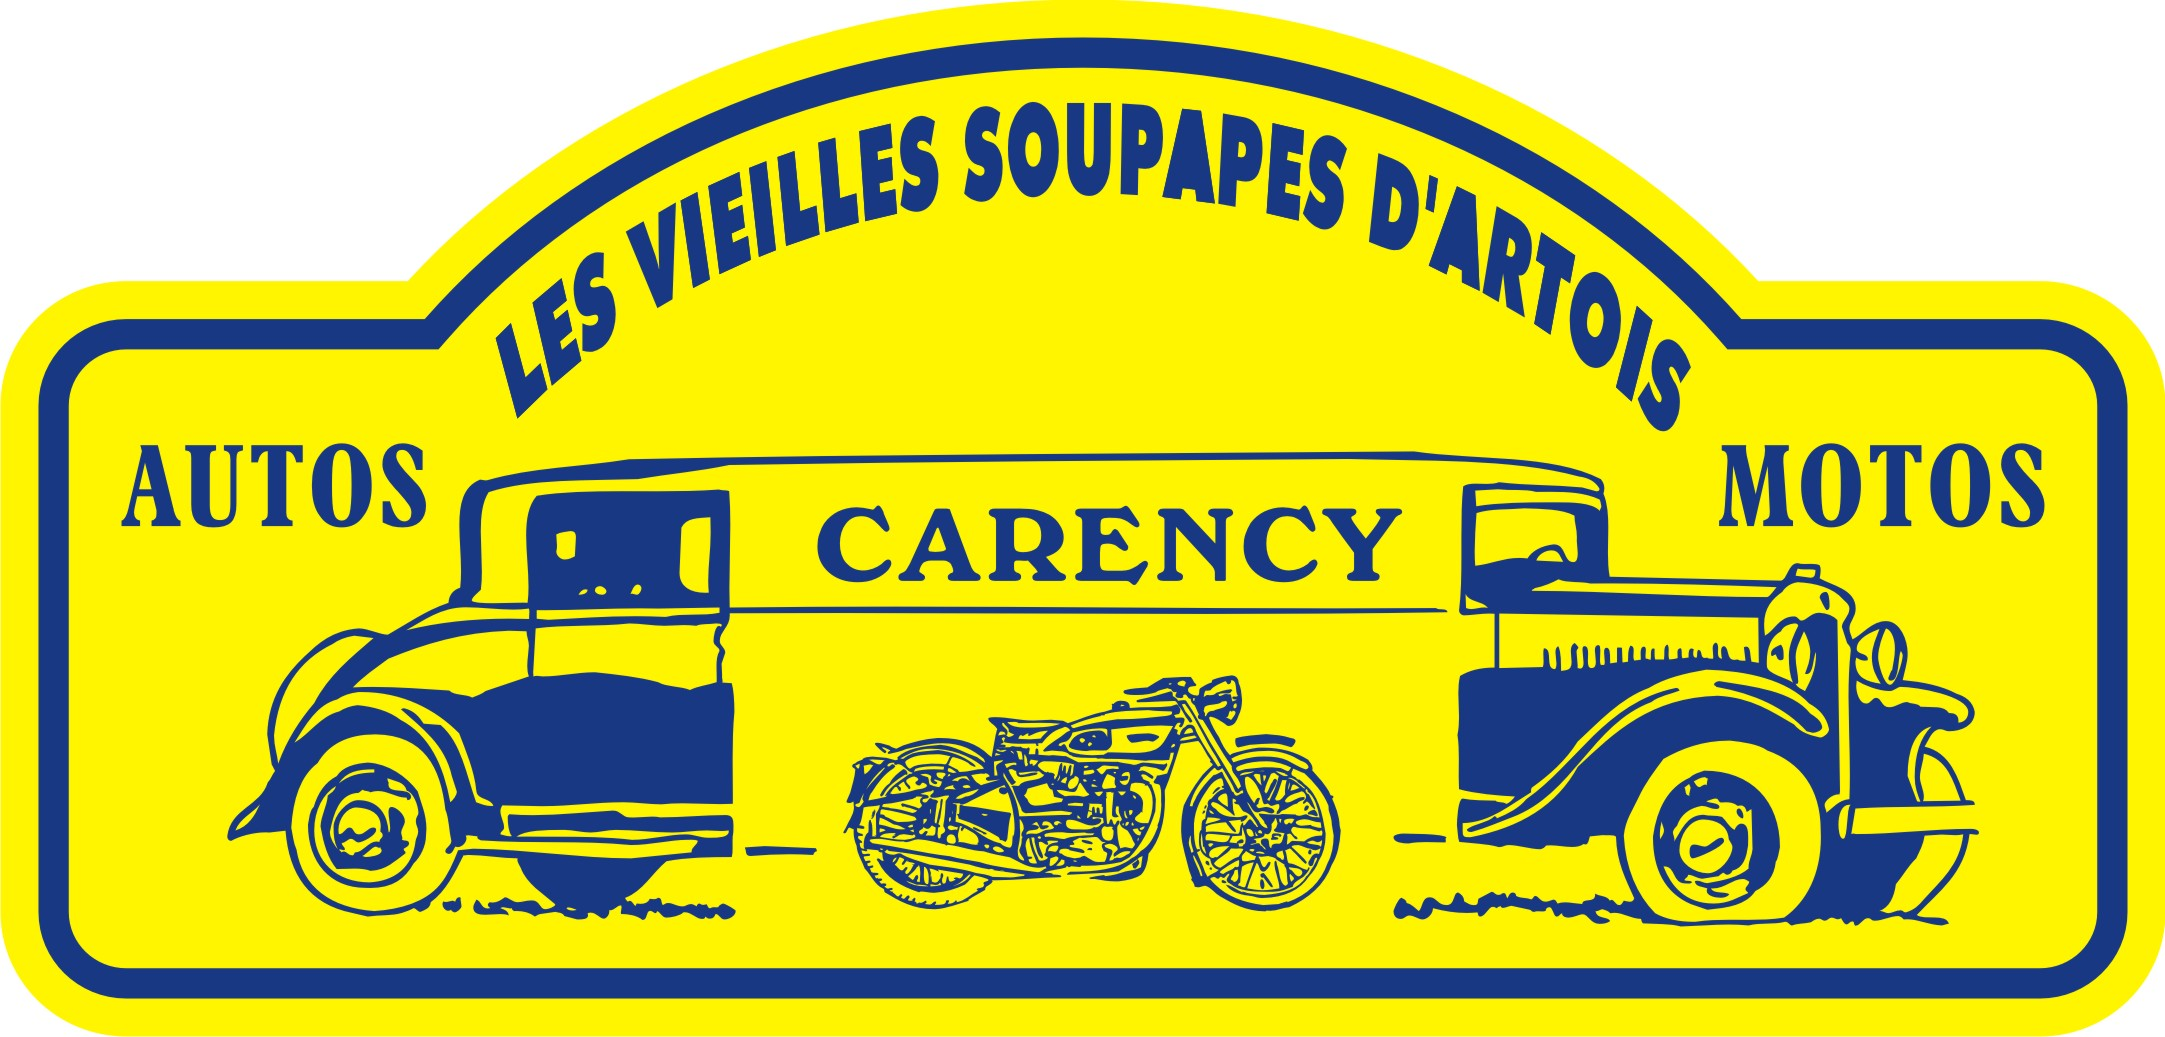 LES VIEILLES SOUPAPES D'ARTOIS
AUTOS
MOTOS
CARENCY